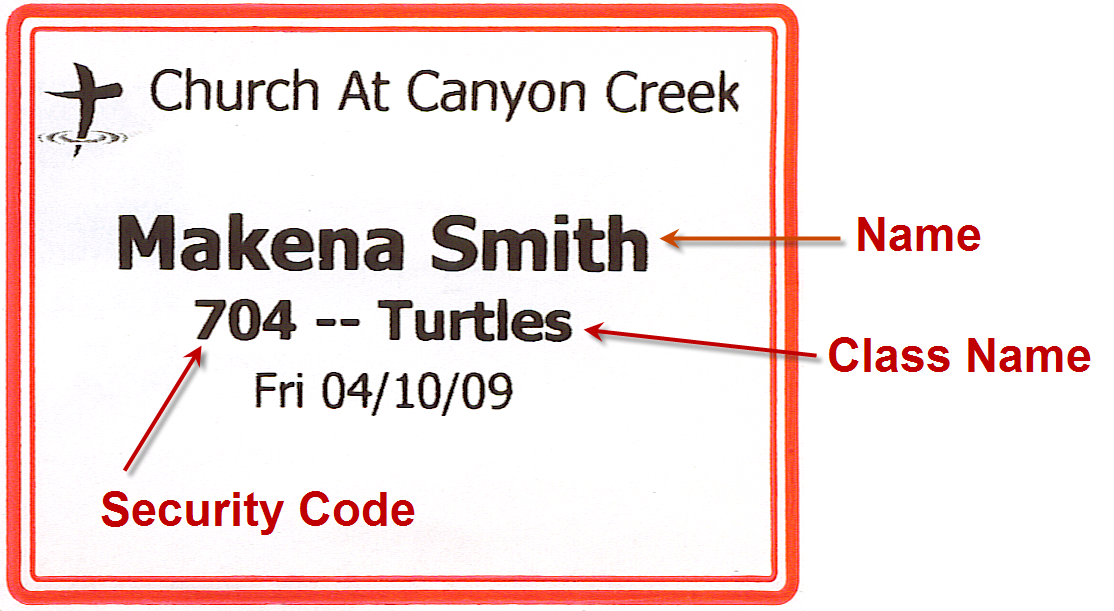 Church At Canyon Creek
Makena Smith
Name
704 -- Turtles
Class Name
Fri 04/10/09
Security Code